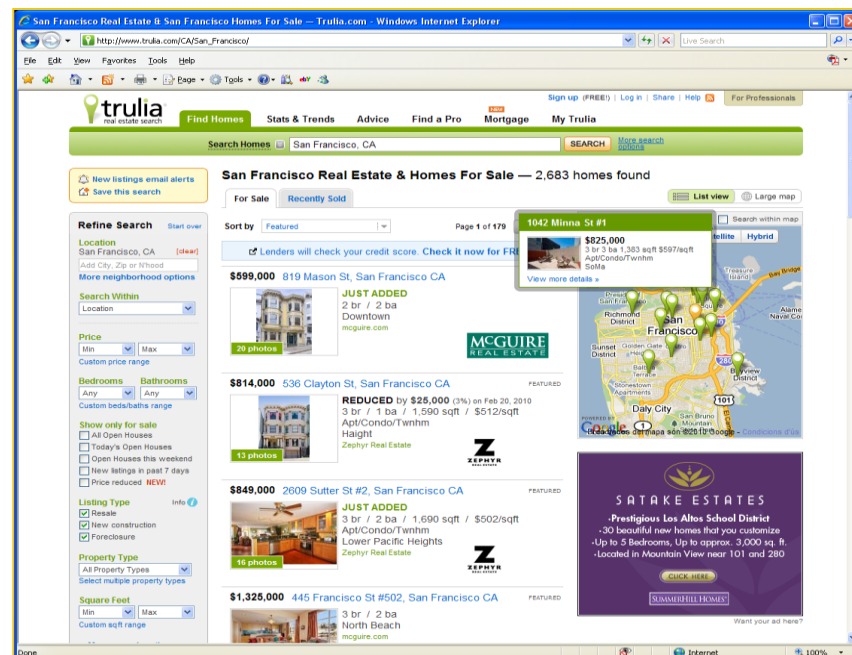 San Francisco Real Estate & San Francisco Homes For Sale — Trulia.com - Windows Internet Explorer
http://www.trulia.com/CA/San_Francisco/
Live Search
File Edit View Favorites Tools Help
Page Tools
Sign up (FREE!) | Log in | Share | Help
For Professionals
trulia
real estate search
Find Homes
Stats & Trends
Advice
Find a Pro
NEW
Mortgage
My Trulia
Search Homes
San Francisco, CA
SEARCH
More search
options
New listings email alerts
Save this search
San Francisco Real Estate & Homes For Sale — 2,683 homes found
For Sale
Recently Sold
List view
Large map
Refine Search
Start over
Location
San Francisco, CA
[clear]
Add City, Zip or N'hood
More neighborhood options
Search Within
Location
Price
Min Max
Custom price range
Bedrooms Bathrooms
Any Any
Custom beds/baths range
Show only for sale
All Open Houses
Today's Open Houses
Open Houses this weekend
New listings in past 7 days
Price reduced NEW!
Listing Type
Info
Resale
New construction
Foreclosure
Property Type
All Property Types
Select multiple property types
Square Feet
Min Max
Custom sqft range
Sort by
Featured
Page 1 of 179
Lenders will check your credit score. Check it now for
$599,000 819 Mason St, San Francisco CA
JUST ADDED
2 br / 2 ba
Downtown
mcguire.com
20 photos
McGUIRE
REAL ESTATE
$814,000 536 Clayton St, San Francisco CA
FEATURED
REDUCED by $25,000 (3%) on Feb 20, 2010
3 br / 1 ba / 1,590 sqft / $512/sqft
Apt/Condo/Twnhm
Haight
Zephyr Real Estate
13 photos
Z
ZEPHYR
$849,000 2609 Sutter St #2, San Francisco CA
FEATURED
JUST ADDED
3 br / 2 ba / 1,690 sqft / $502/sqft
Apt/Condo/Twnhm
Lower Pacific Heights
Zephyr Real Estate
16 photos
Z
ZEPHYR
$1,325,000 445 Francisco St #502, San Francisco CA
FEATURED
3 br / 2 ba
North Beach
mcguire.com
1042 Minna St #1
$825,000
3 br 3 ba 1,383 sqft $597/sqft
Apt/Condo/Twnhm
SoMa
View more details »
Search within map
Hybrid
Treasure
Island
Bay Bridge
Richmond
District
San
Francisco
Sunset
District
Golden Gate
Stonestown
Apartments
Bayview
District
280
101
1
Daly City
San Bruno
Mountain
POWERED BY
Google
Condicions d'ús
SATAKE ESTATES
·Prestigious Los Altos School District
·30 beautiful new homes that you customize
·Up to 5 Bedrooms, Up to approx. 3,000 sq. ft.
·Located in Mountain View near 101 and 280
CLICK HERE
SUMMERHILL HOMES
Want your ad here?
Done
Internet
100%